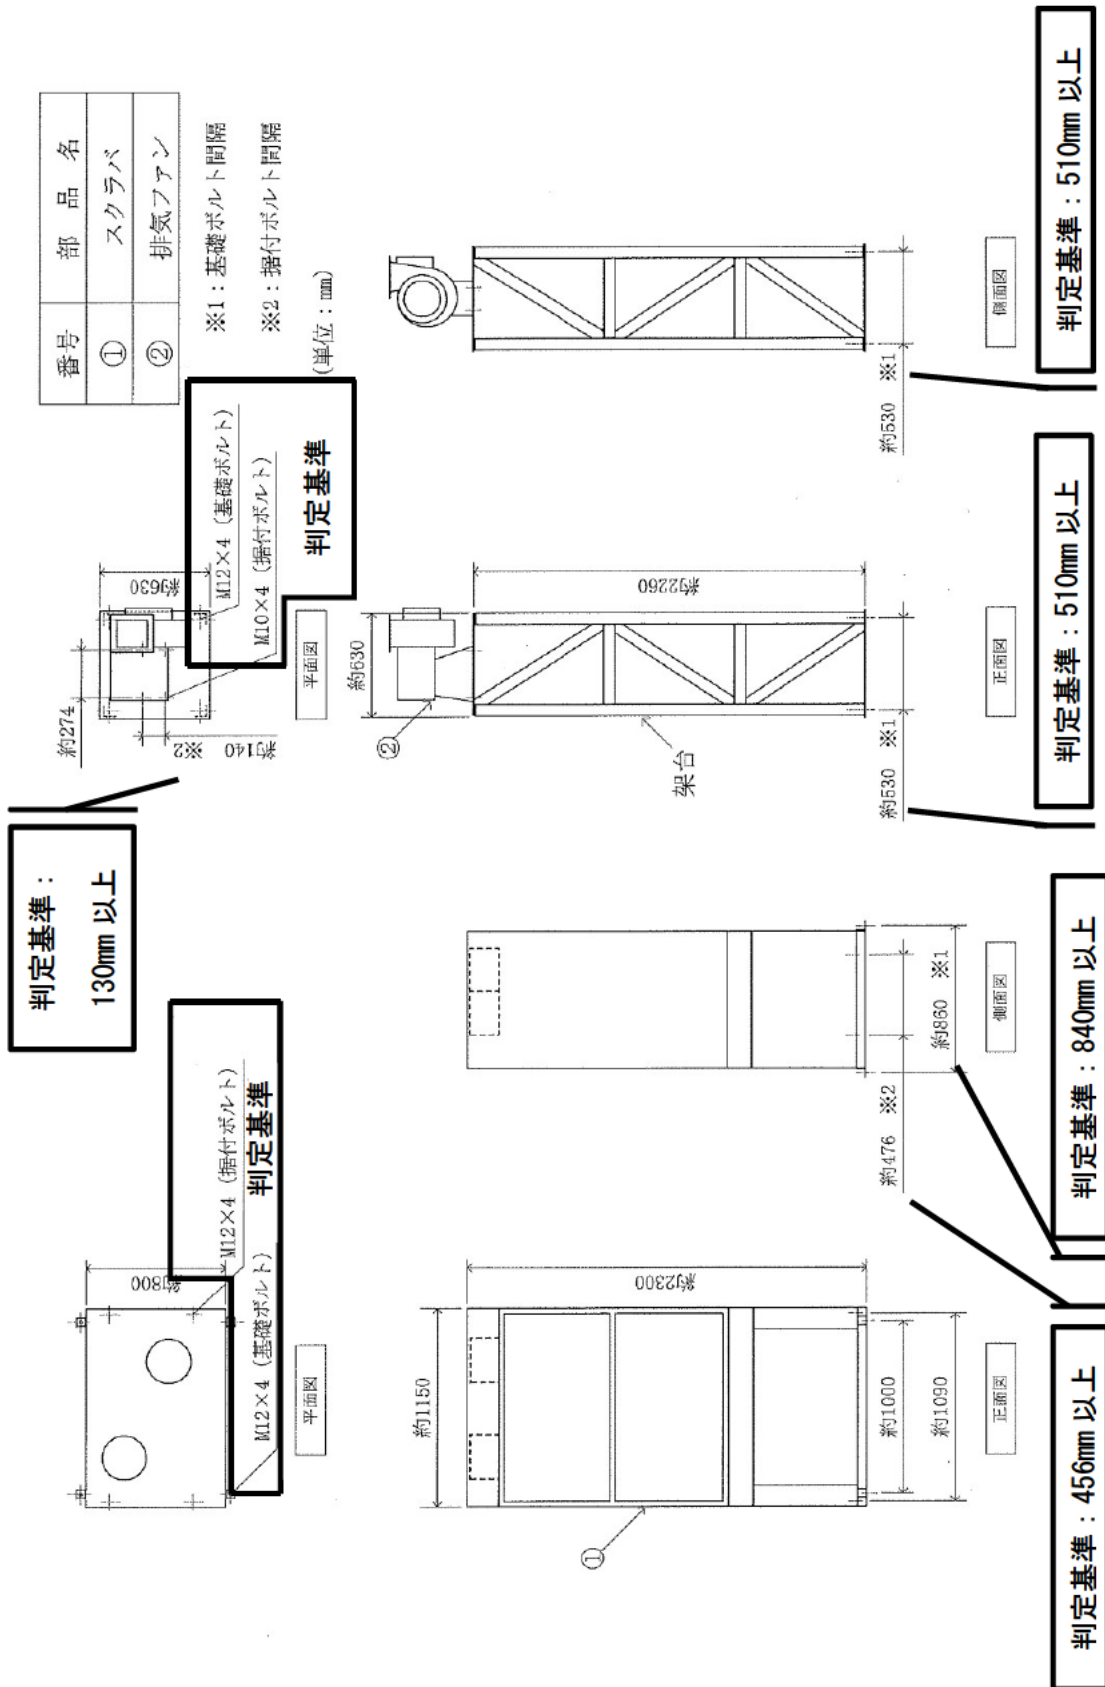 番号 部品名
① スクラバ
② 排気ファン
※1：基礎ボルト間隔
※2：据付ボルト間隔
(単位：mm)
判定基準：
130mm 以上
約800
M12×4（据付ボルト）
M12×4（基礎ボルト）
判定基準
平面図
約274
約630
約140 ※2
M12×4（基礎ボルト）
M10×4（据付ボルト）
判定基準
平面図
①
約1150
約2300
約1000
約1090
正面図
約476 ※2
約860 ※1
側面図
②
架台
約630
約2260
約530 ※1
正面図
約530 ※1
側面図
判定基準：456mm 以上
判定基準：840mm 以上
判定基準：510mm 以上
判定基準：510mm 以上